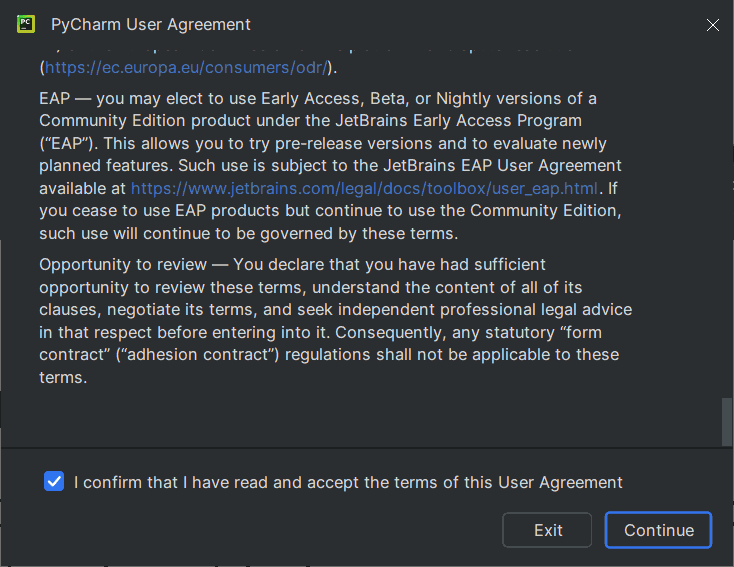 PyCharm User Agreement
(https://ec.europa.eu/consumers/odr/).
EAP — you may elect to use Early Access, Beta, or Nightly versions of a
Community Edition product under the JetBrains Early Access Program
(“EAP”). This allows you to try pre-release versions and to evaluate newly
planned features. Such use is subject to the JetBrains EAP User Agreement
available at https://www.jetbrains.com/legal/docs/toolbox/user_eap.html. If
you cease to use EAP products but continue to use the Community Edition,
such use will continue to be governed by these terms.
Opportunity to review — You declare that you have had sufficient
opportunity to review these terms, understand the content of all of its
clauses, negotiate its terms, and seek independent professional legal advice
in that respect before entering into it. Consequently, any statutory “form
contract” (“adhesion contract”) regulations shall not be applicable to these
terms.
I confirm that I have read and accept the terms of this User Agreement
Exit
Continue